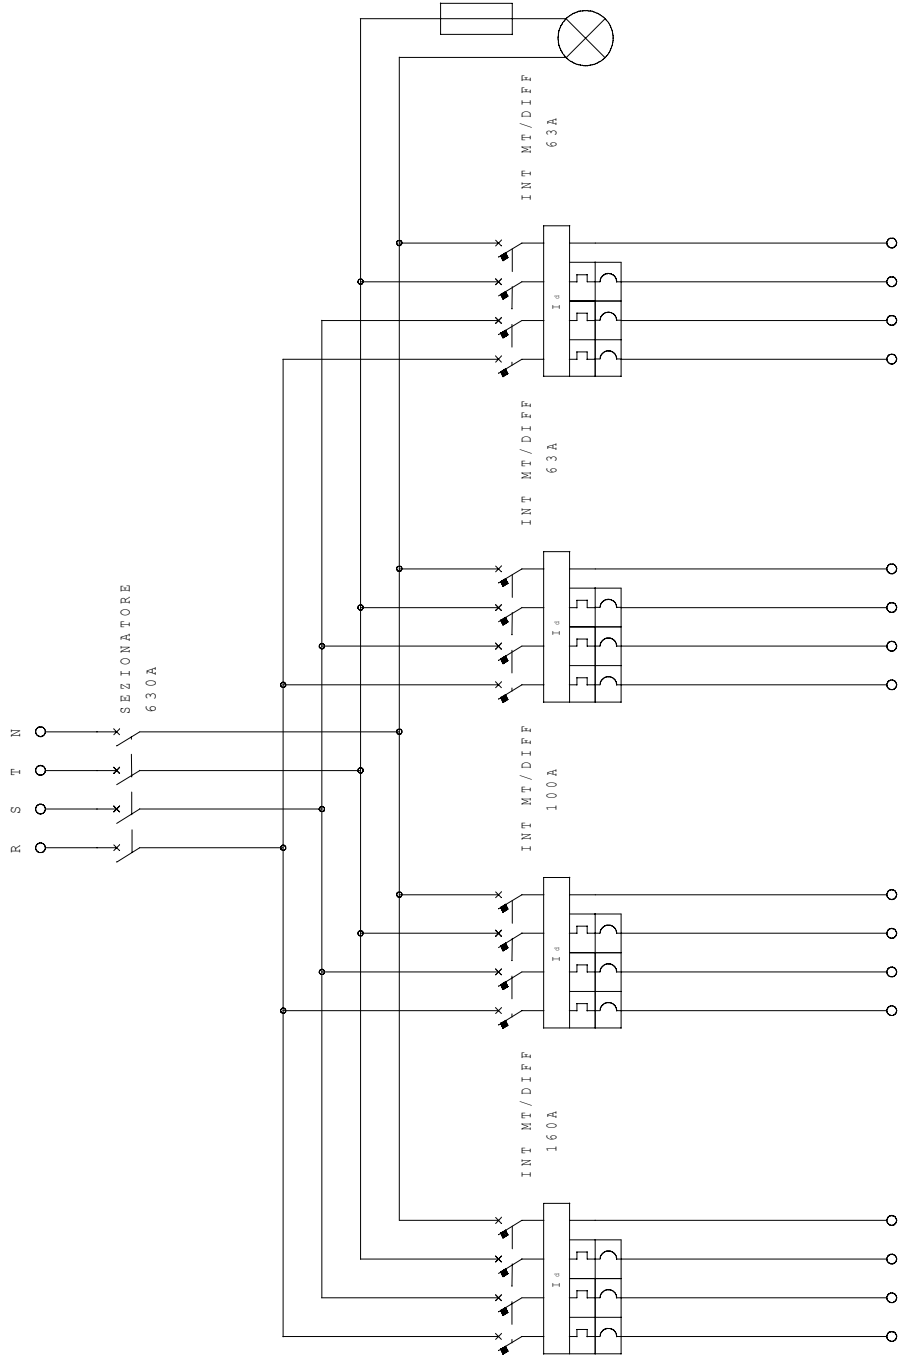 INT MT/DIFF
63A
Id
INT MT/DIFF
63A
Id
SEZIONATORE
630A
N
T
S
R
INT MT/DIFF
100A
Id
INT MT/DIFF
160A
Id